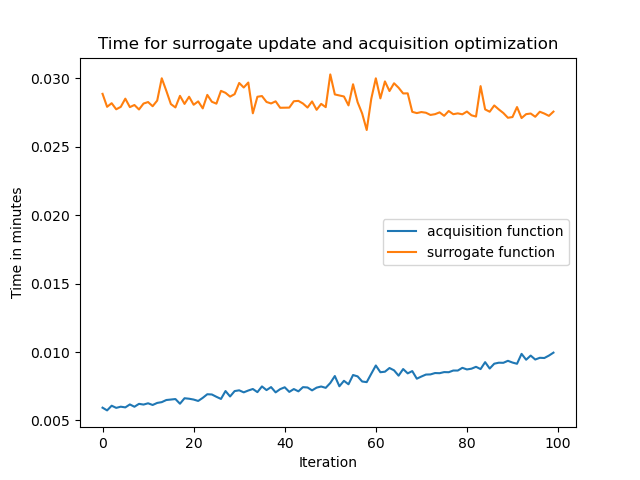 Time for surrogate update and acquisition optimization
0.030
0.025
0.020
0.015
0.010
0.005
Time in minutes
acquisition function
surrogate function
0 20 40 60 80 100
Iteration